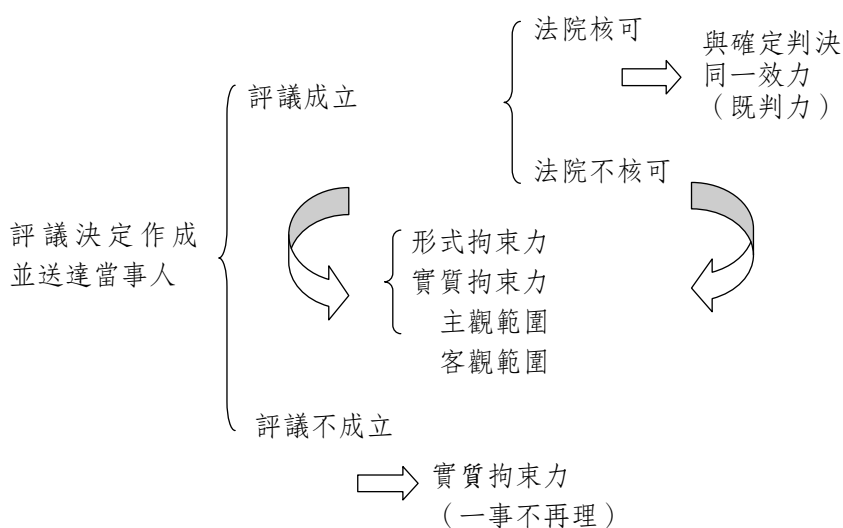 法院核可
與確定判決
同一效力
（既判力）
評議成立
法院不核可
評議決定作成
並送達當事人
形式拘束力
實質拘束力
主觀範圍
客觀範圍
評議不成立
實質拘束力
（一事不再理）